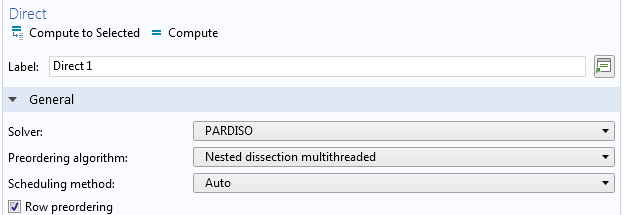 Direct
Compute to Selected = Compute
Label: Direct 1
General
Solver: PARDISO
Preordering algorithm: Nested dissection multithreaded
Scheduling method: Auto
Row preordering